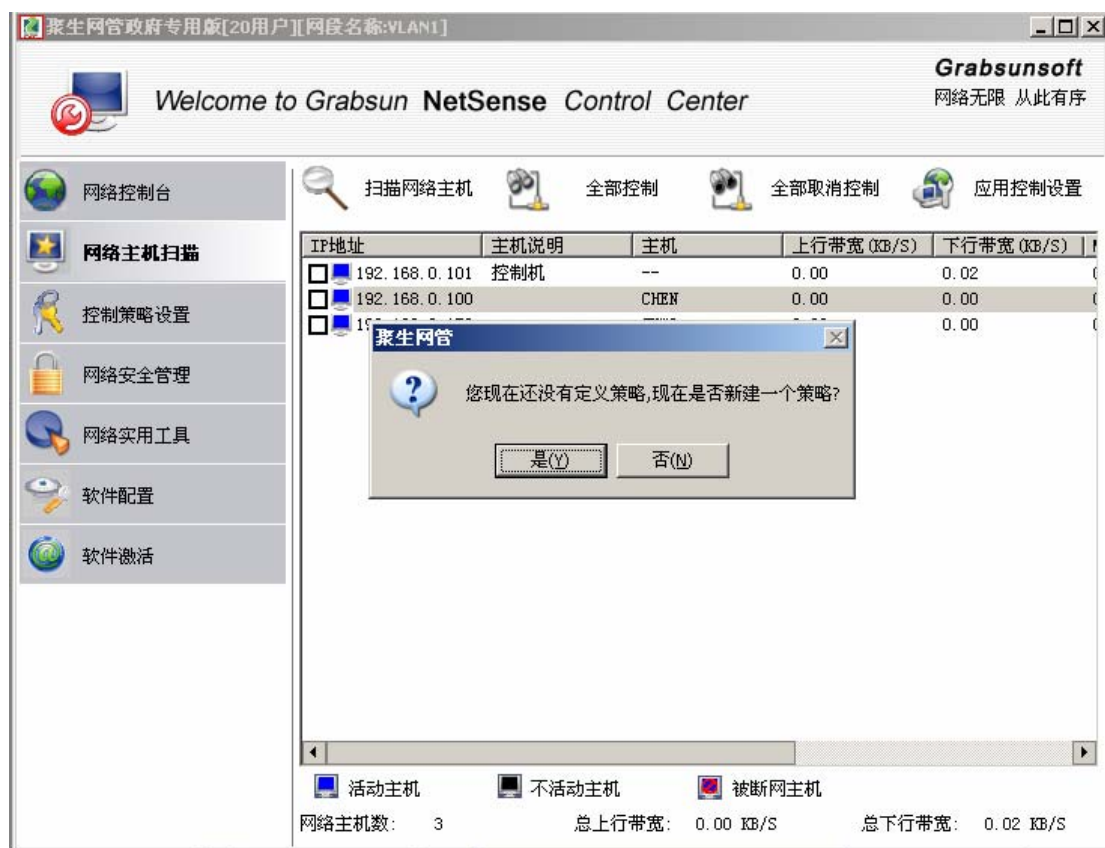 聚生网管政府专用版[20用户][网段名称:VLAN1]
Welcome to Grabsun NetSense Control Center
Grabsunsoft
网络无限 从此有序
网络控制台
网络主机扫描
控制策略设置
网络安全管理
网络实用工具
软件配置
软件激活
扫描网络主机 全部控制 全部取消控制 应用控制设置
IP地址 主机说明 主机 上行带宽(KB/S) 下行带宽(KB/S)
192.168.0.101 控制机 -- 0.00 0.02
192.168.0.100 CHEN 0.00 0.00
0.00
聚生网管
您现在还没有定义策略,现在是否新建一个策略?
是(Y) 否(N)
活动主机 不活动主机 被断网主机
网络主机数: 3 总上行带宽: 0.00 KB/S 总下行带宽: 0.02 KB/S